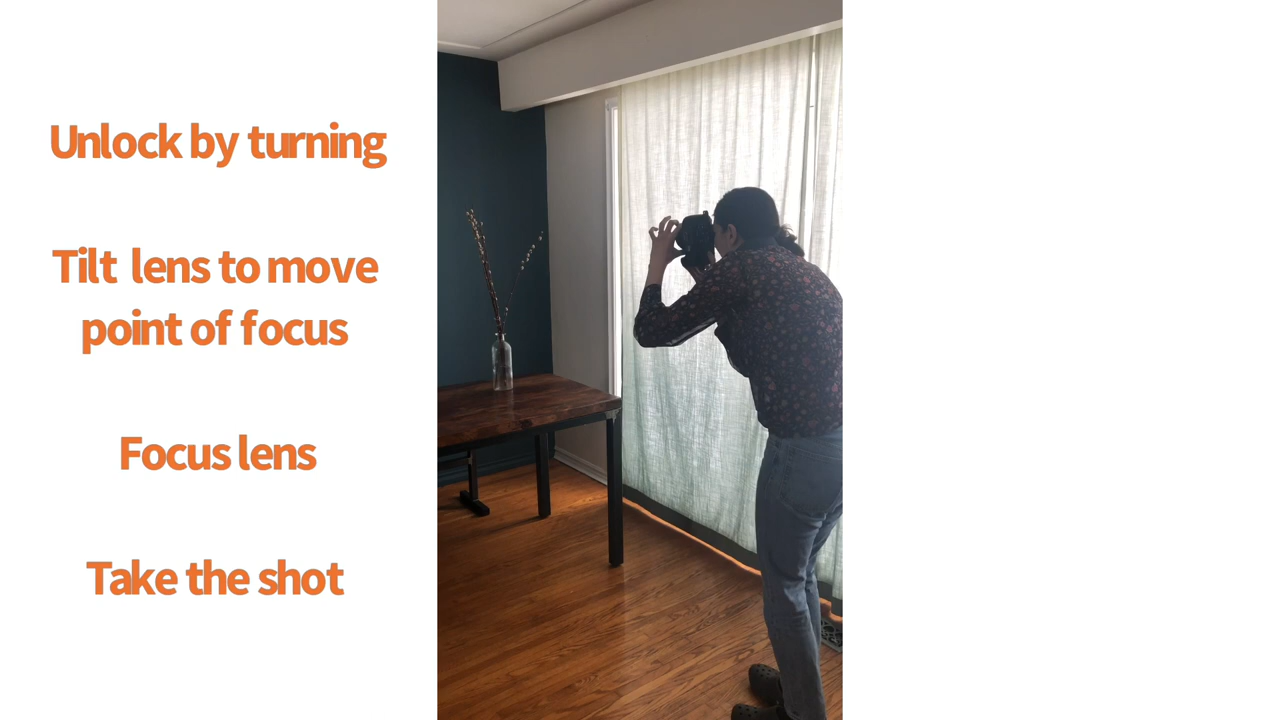 Unlock by turning
Tilt lens to move
point of focus
Focus lens
Take the shot